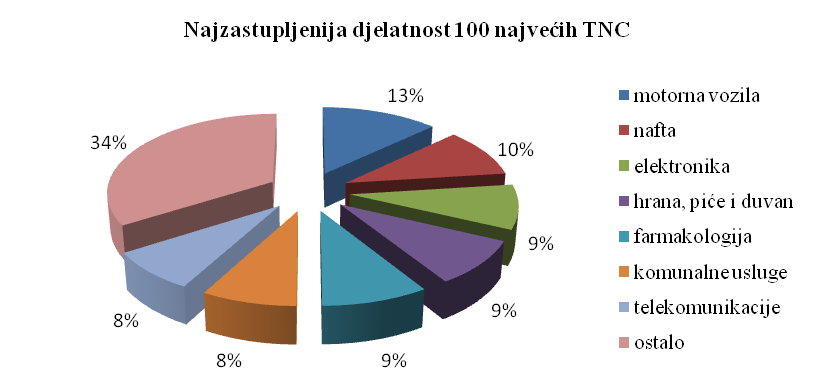 Najzastupljenija djelatnost 100 najvećih TNC
13%
10%
9%
9%
9%
8%
8%
34%
motorna vozila
nafta
elektronika
hrana, piće i duvan
farmakologija
komunalne usluge
telekomunikacije
ostalo